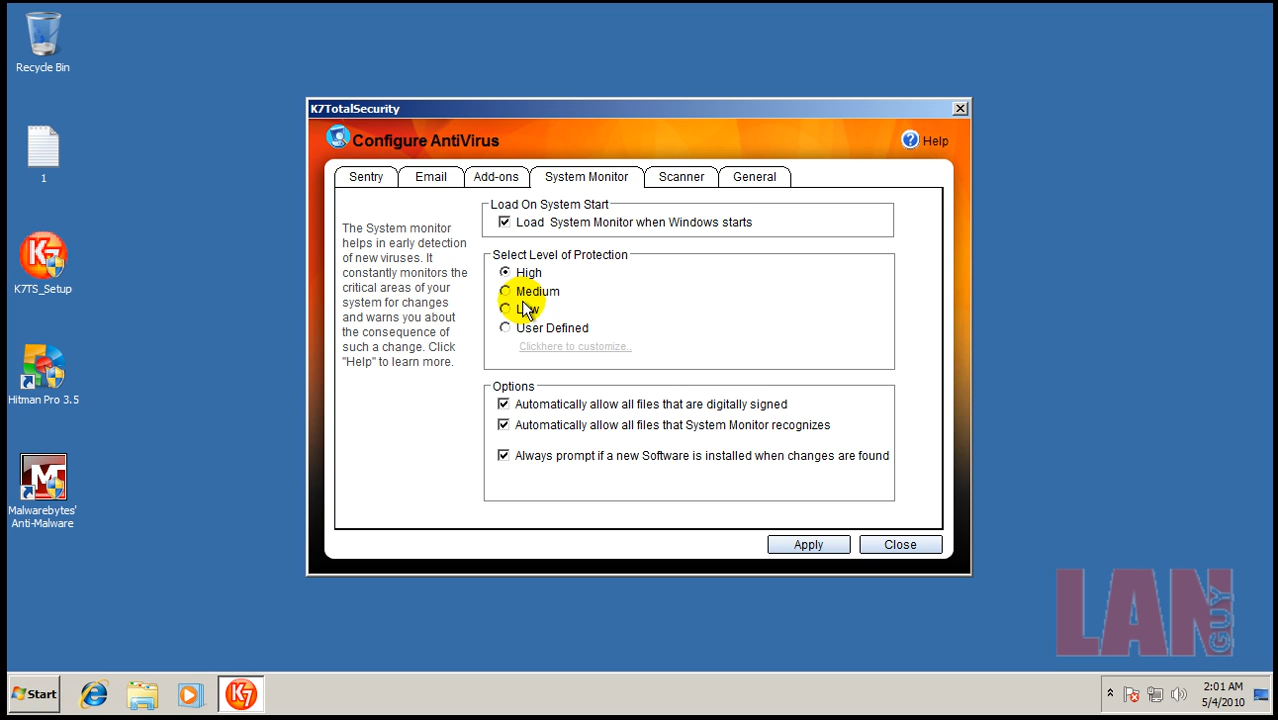 Recycle Bin
1
K7TS_Setup
Hitman Pro 3.5
Malwarebytes'
Anti-Malware
K7TotalSecurity
Configure AntiVirus
Help
Sentry
Email
Add-ons
System Monitor
Scanner
General
The System monitor
helps in early detection
of new viruses. It
constantly monitors the
critical areas of your
system for changes
and warns you about
the consequence of
such a change. Click
"Help" to learn more.
Load On System Start
Load System Monitor when Windows starts
Select Level of Protection
High
Medium
Low
User Defined
Clickhere to customize..
Options
Automatically allow all files that are digitally signed
Automatically allow all files that System Monitor recognizes
Always prompt if a new Software is installed when changes are found
Apply
Close
LAN
GUY
Start
K7
2:01 AM
5/4/2010